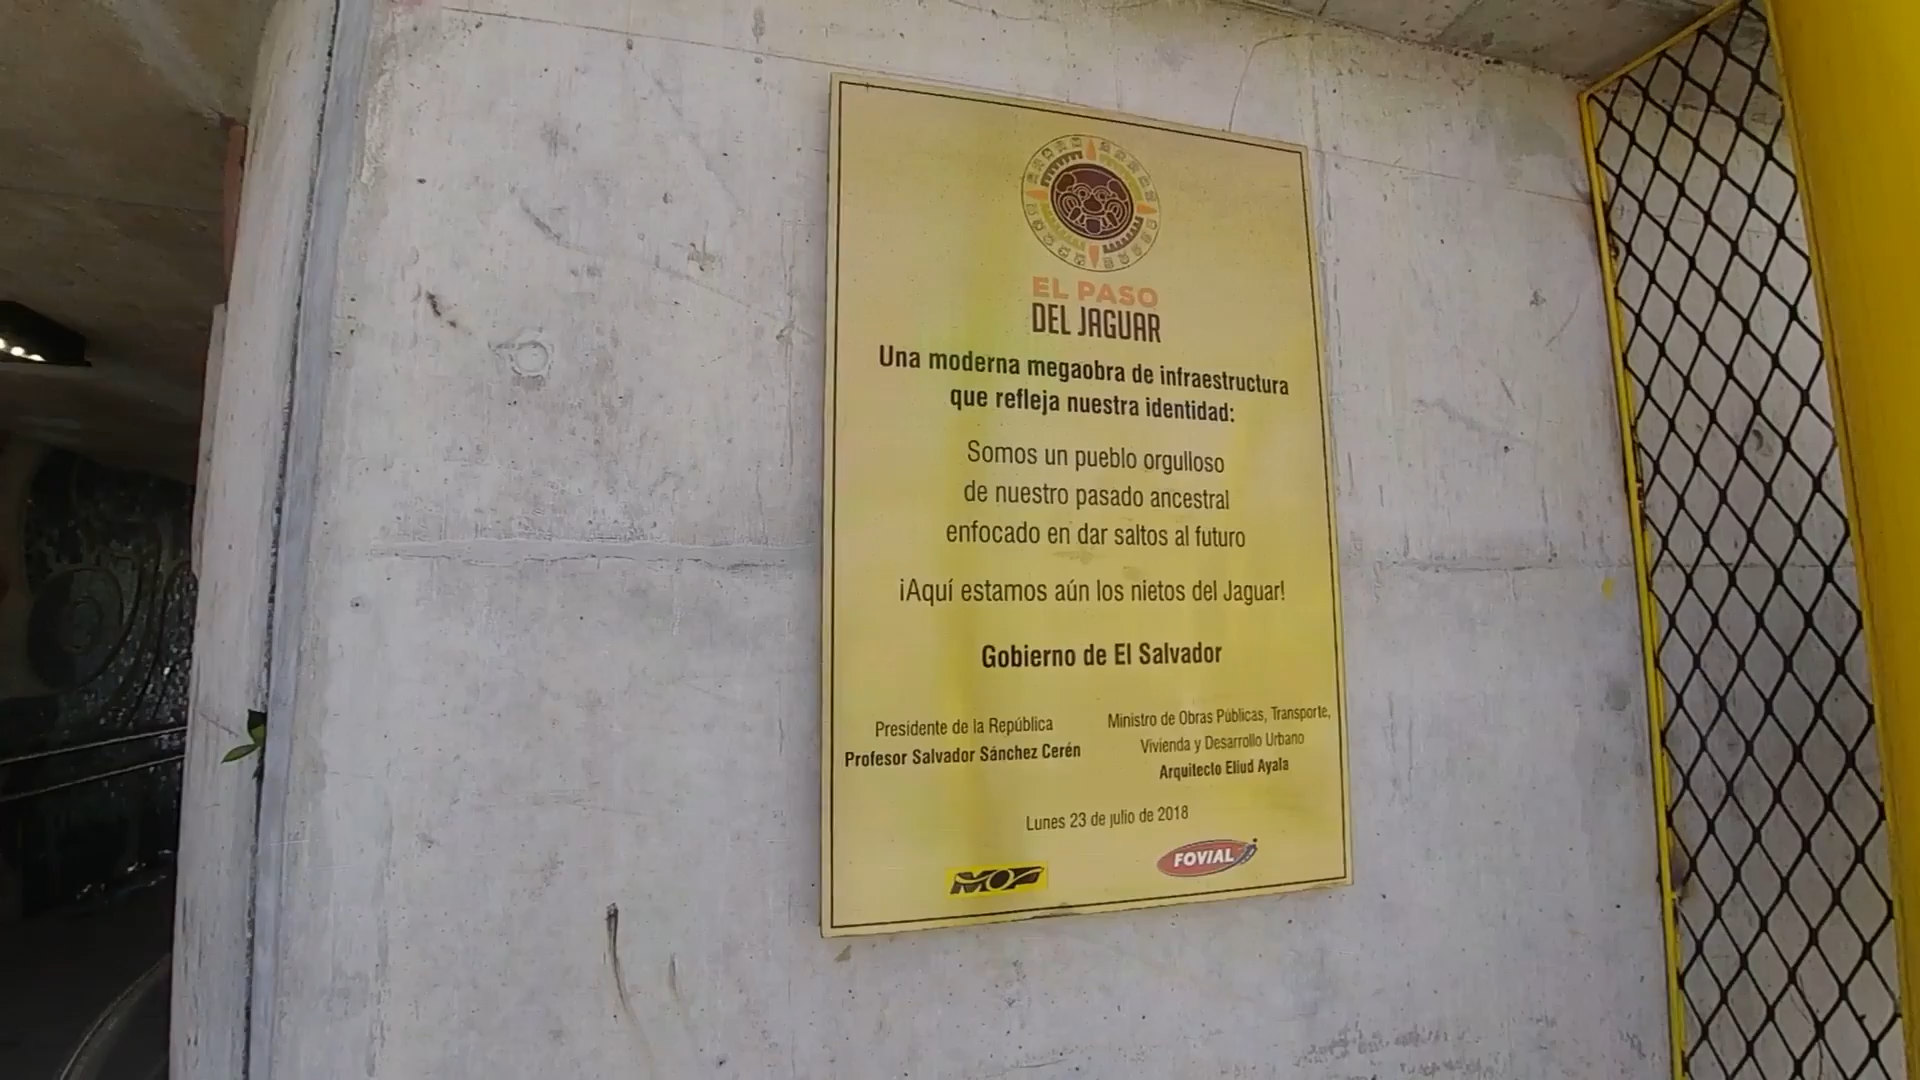 EL PASO
DEL JAGUAR
Una moderna megaobra de infraestructura
que refleja nuestra identidad:
Somos un pueblo orgulloso
de nuestro pasado ancestral
enfocado en dar saltos al futuro
¡Aquí estamos aún los nietos del Jaguar!
Gobierno de El Salvador
Presidente de la República
Profesor Salvador Sánchez Cerén
Ministro de Obras Públicas, Transporte,
Vivienda y Desarrollo Urbano
Arquitecto Eliud Ayala
Lunes 23 de julio de 2018
MOP
FOVIAL